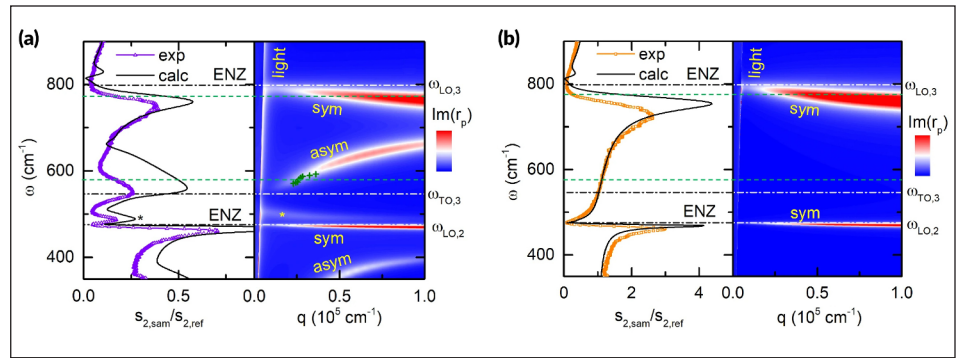 (a)
exp
calc
ENZ
ENZ
*
light
sym
asym
*
sym
asym
ω_LO,3
Im(r_p)
ω_TO,3
ω_LO,2
800
600
400
ω (cm⁻¹)
0.0
0.5
0.0
0.5
1.0
s_2,sam/s_2,ref
q (10⁵ cm⁻¹)
(b)
exp
calc
ENZ
ENZ
light
sym
sym
ω_LO,3
Im(r_p)
ω_TO,3
ω_LO,2
800
600
400
ω (cm⁻¹)
0
2
4
0.0
0.5
1.0
s_2,sam/s_2,ref
q (10⁵ cm⁻¹)